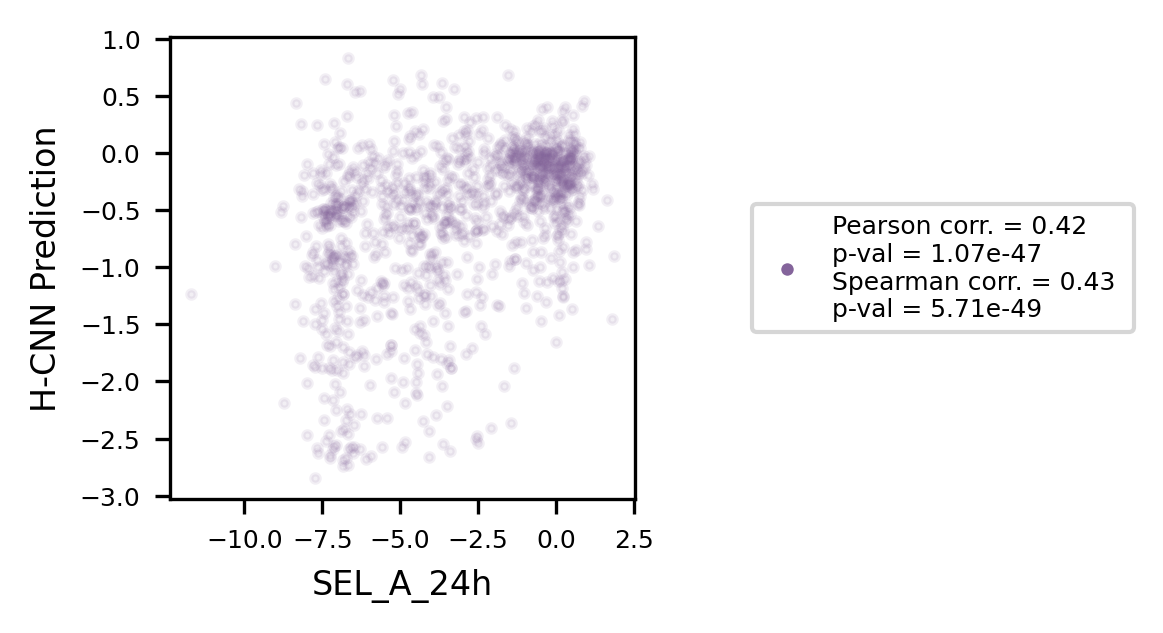 1.0
0.5
0.0
−0.5
−1.0
−1.5
−2.0
−2.5
−3.0
H-CNN Prediction
−10.0 −7.5 −5.0 −2.5 0.0 2.5
SEL_A_24h
Pearson corr. = 0.42
p-val = 1.07e-47
Spearman corr. = 0.43
p-val = 5.71e-49